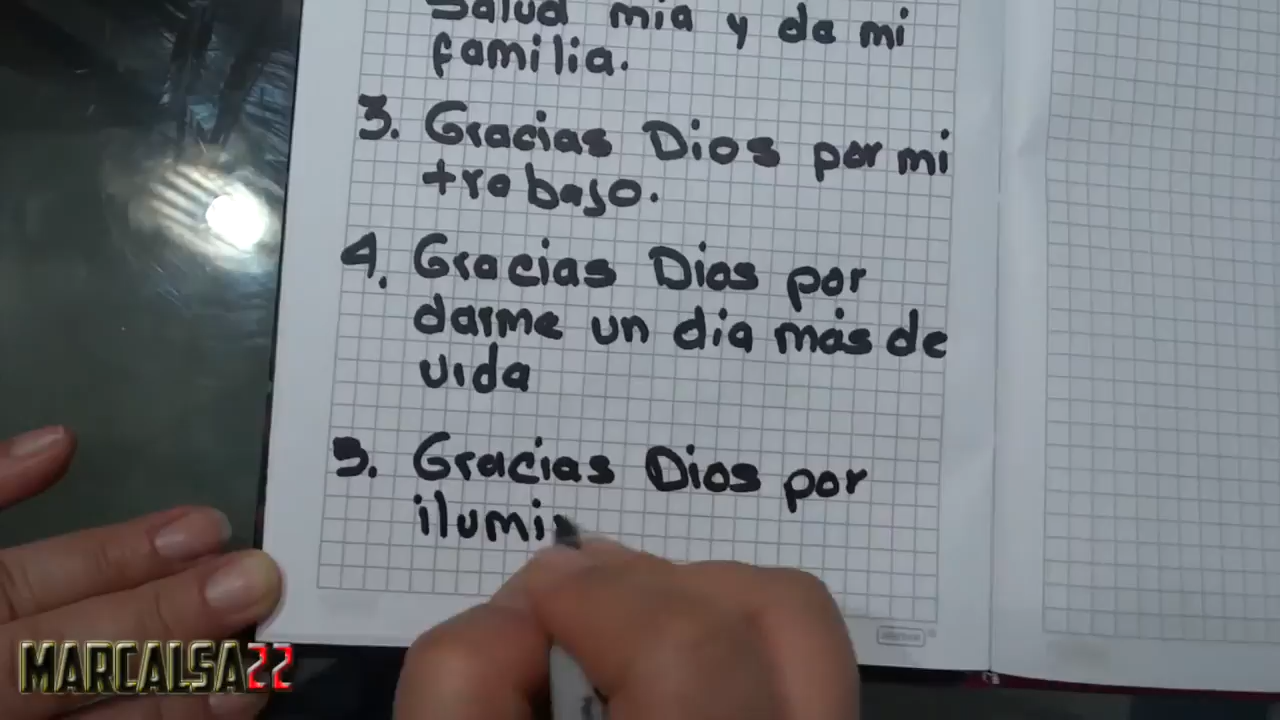 Salud mia y de mi
familia.
3. Gracias Dios por mi
trabajo.
4. Gracias Dios por
darme un dia más de
vida
5. Gracias Dios por
ilumi
MARCALSA22